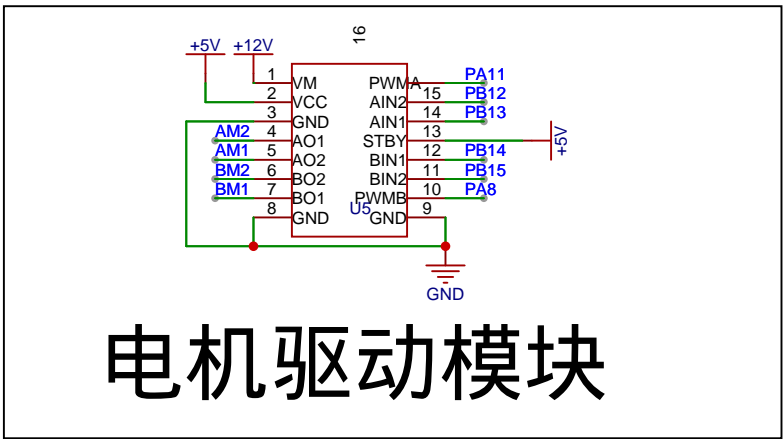 16
+5V +12V
1 VM PWMA PA11
2 VCC AIN2 15 PB12
3 GND AIN1 14 PB13
AM2 4 AO1 STBY 13 +5V
AM1 5 AO2 BIN1 12 PB14
BM2 6 BO2 BIN2 11 PB15
BM1 7 BO1 PWMB 10 PA8
8 GND U5 GND 9
GND
电机驱动模块